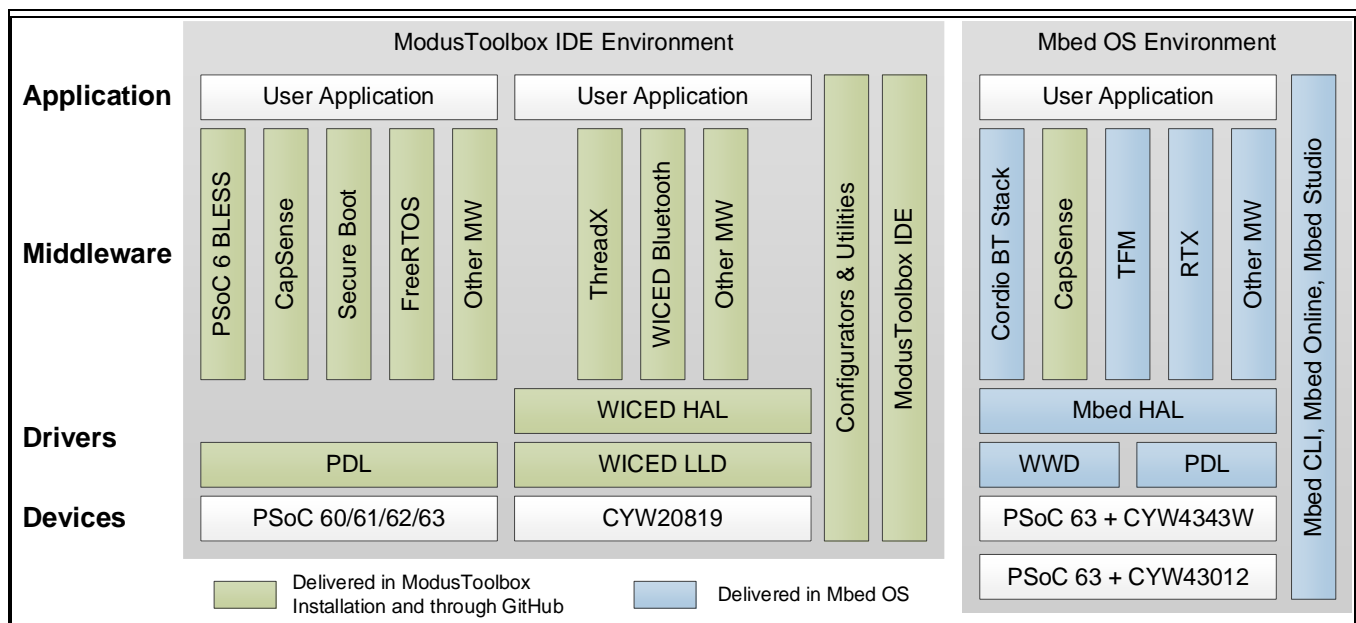 ModusToolbox IDE Environment
Mbed OS Environment
Application
User Application
User Application
User Application
Middleware
PSoC 6 BLESS
CapSense
Secure Boot
FreeRTOS
Other MW
ThreadX
WICED Bluetooth
Other MW
Configurators & Utilities
ModusToolbox IDE
Cordio BT Stack
CapSense
TFM
RTX
Other MW
Mbed CLI, Mbed Online, Mbed Studio
Drivers
WICED HAL
Mbed HAL
PDL
WICED LLD
WWD
PDL
Devices
PSoC 60/61/62/63
CYW20819
PSoC 63 + CYW4343W
PSoC 63 + CYW43012
Delivered in ModusToolbox
Installation and through GitHub
Delivered in Mbed OS